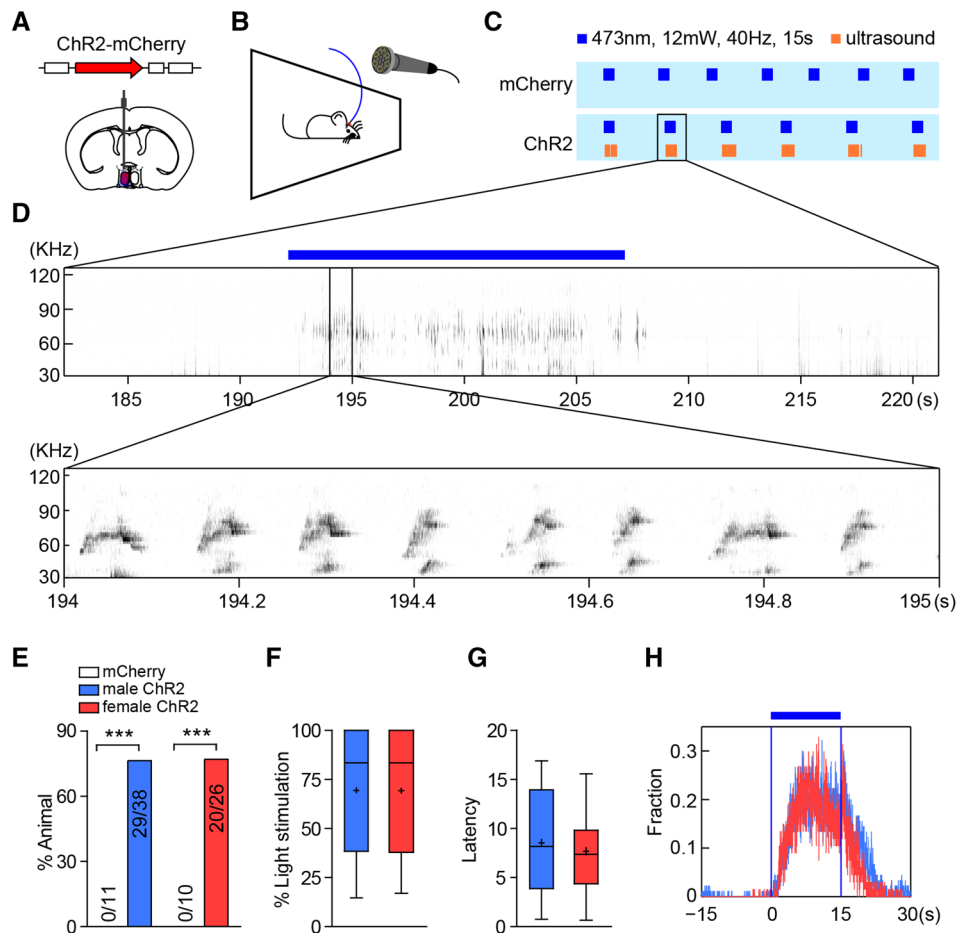 A
ChR2-mCherry
B
C
473nm, 12mW, 40Hz, 15s
ultrasound
mCherry
ChR2
D
(KHz)
120
90
60
30
185 190 195 200 205 210 215 220 (s)
(KHz)
120
90
60
30
194 194.2 194.4 194.6 194.8 195 (s)
E
mCherry
male ChR2
female ChR2
% Animal
90
60
30
0
***
***
0/11
29/38
0/10
20/26
F
% Light stimulation
100
75
50
25
0
G
Latency
20
15
10
5
0
H
Fraction
0.3
0.2
0.1
0
−15 0 15 30(s)